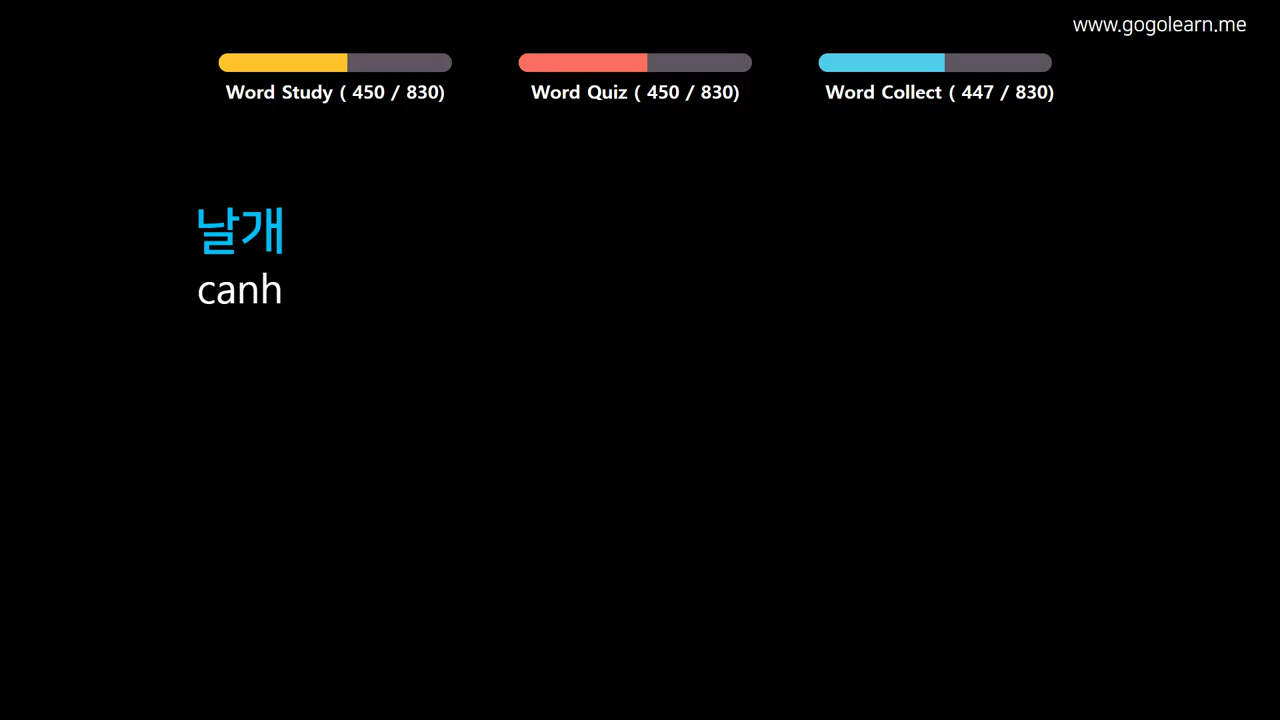 www.gogolearn.me
Word Study ( 450 / 830)
Word Quiz ( 450 / 830)
Word Collect ( 447 / 830)
날개
canh